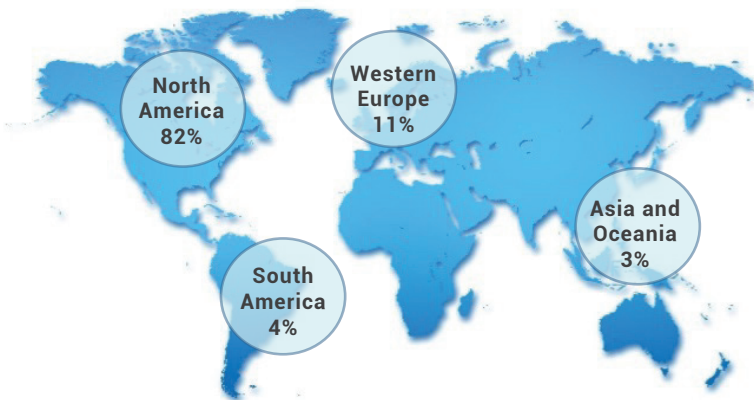 North
America
82%
Western
Europe
11%
Asia and
Oceania
3%
South
America
4%